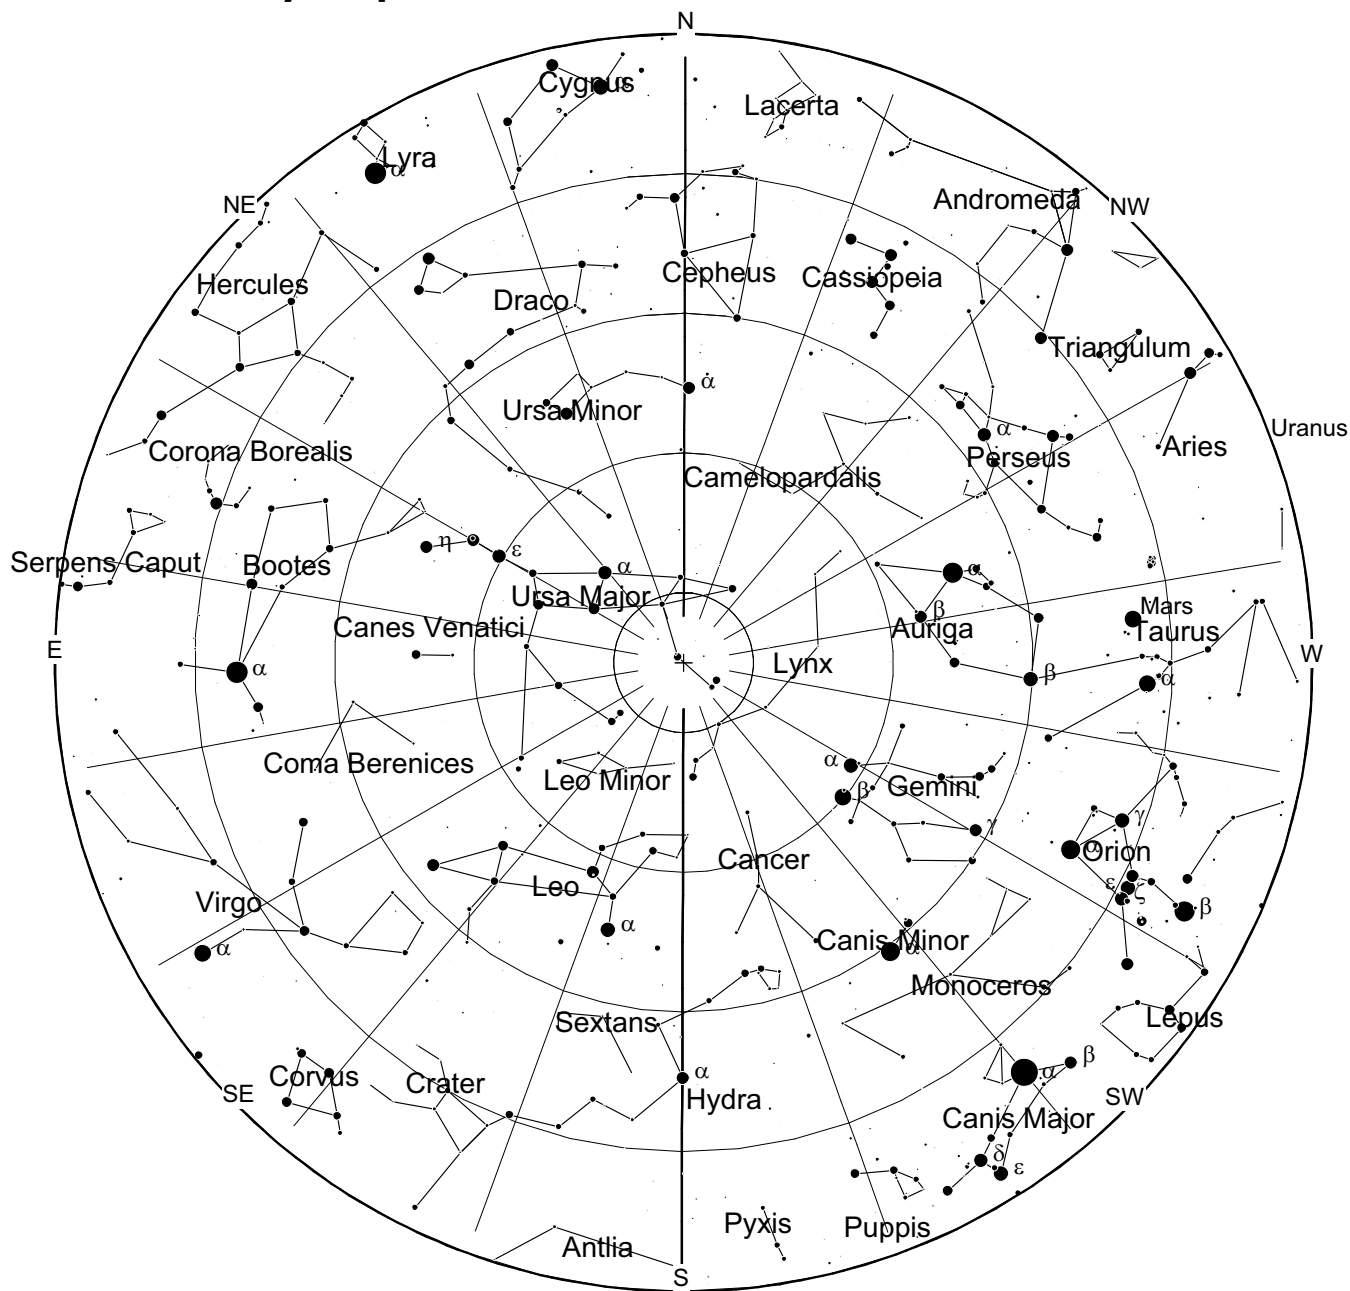 N
Cygnus α
Lacerta
Lyra
α
Andromeda
NE
NW
Cepheus
Cassiopeia
Hercules
Draco
Triangulum
α
Ursa Minor
Uranus
α
Aries
Corona Borealis
Perseus
Camelopardalis
η
ε
Serpens Caput
Bootes
α
α
Ursa Major
Mars
β
Taurus
Canes Venatici
Auriga
E
W
Lynx
α
β
α
Coma Berenices
α
Leo Minor
β
Gemini
γ
γ
Cancer
α
Orion
Leo
ε
ζ
Virgo
β
α
Canis Minor
α
α
Monoceros
Sextans
Lepus
β
Corvus
Crater
α
α
SE
Hydra
SW
Canis Major
δ
ε
Pyxis
Puppis
Antlia
S